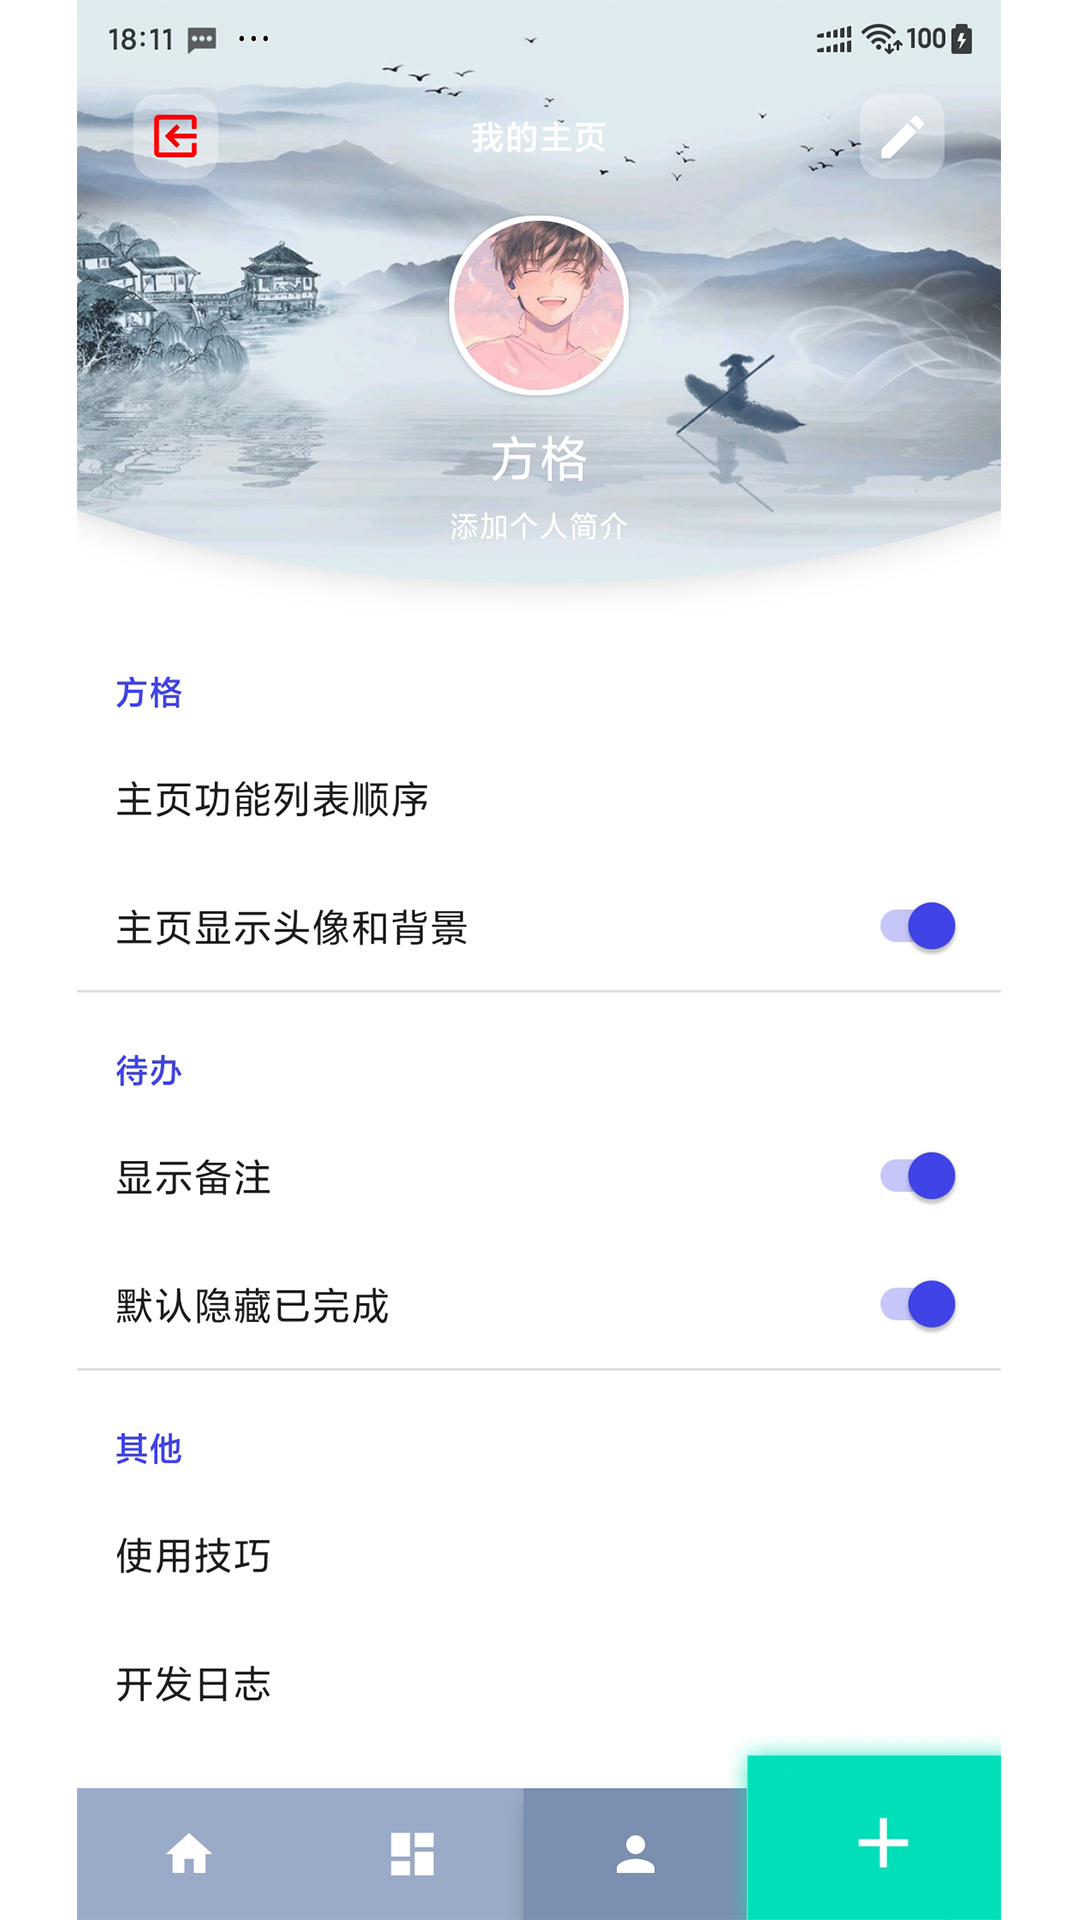 18:11 ... 100
我的主页
方格
添加个人简介
方格
主页功能列表顺序
主页显示头像和背景
待办
显示备注
默认隐藏已完成
其他
使用技巧
开发日志